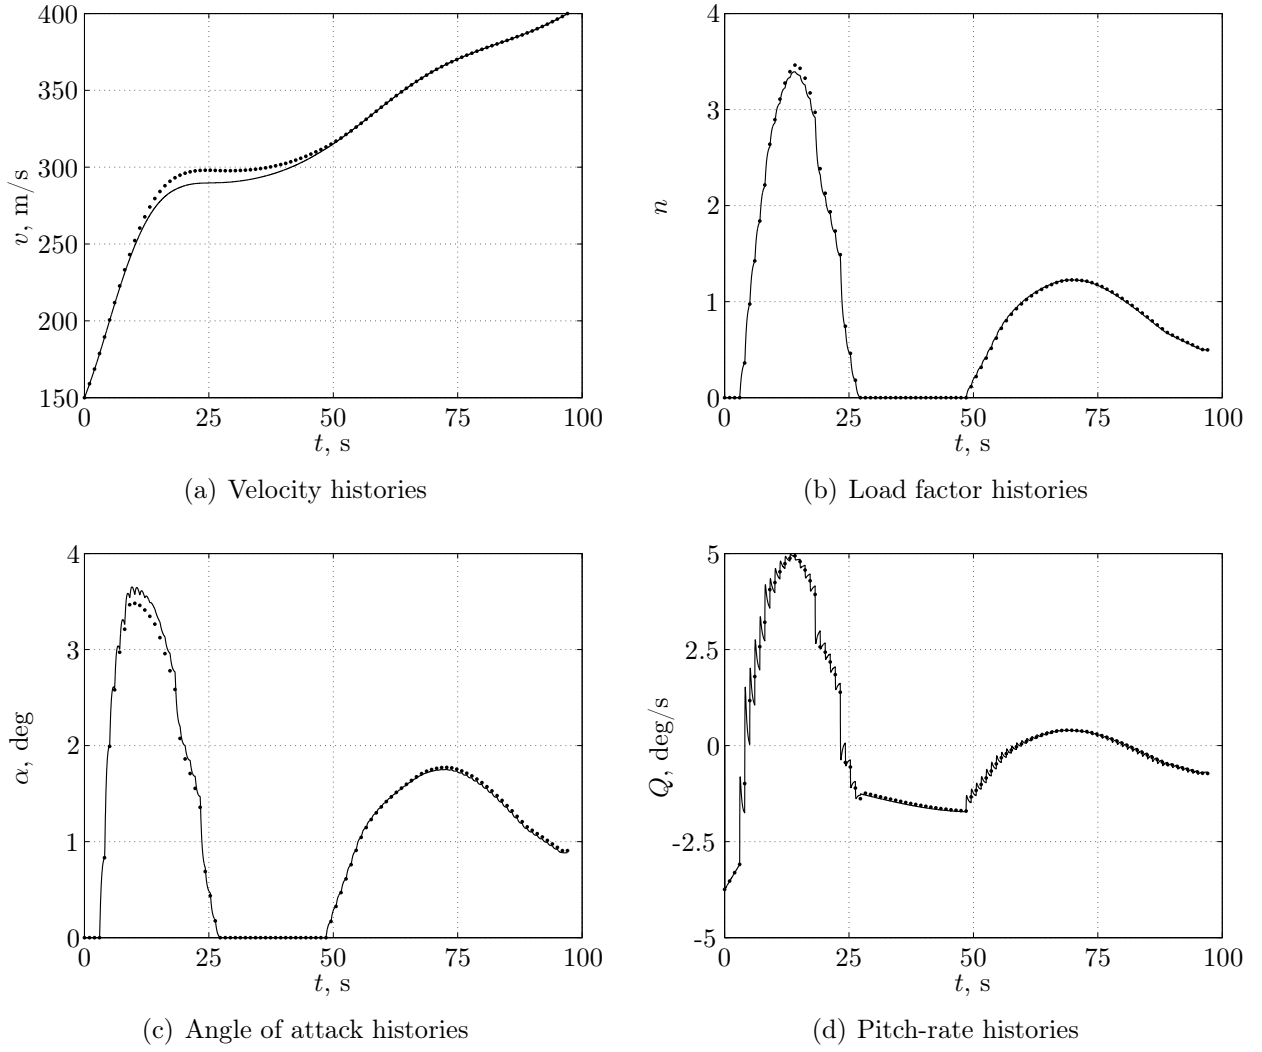 400
350
300
250
200
150
v, m/s
0 25 50 75 100
t, s
(a) Velocity histories
4
3
2
1
0
n
0 25 50 75 100
t, s
(b) Load factor histories
4
3
2
1
0
α, deg
0 25 50 75 100
t, s
(c) Angle of attack histories
5
2.5
0
-2.5
-5
Q, deg/s
0 25 50 75 100
t, s
(d) Pitch-rate histories